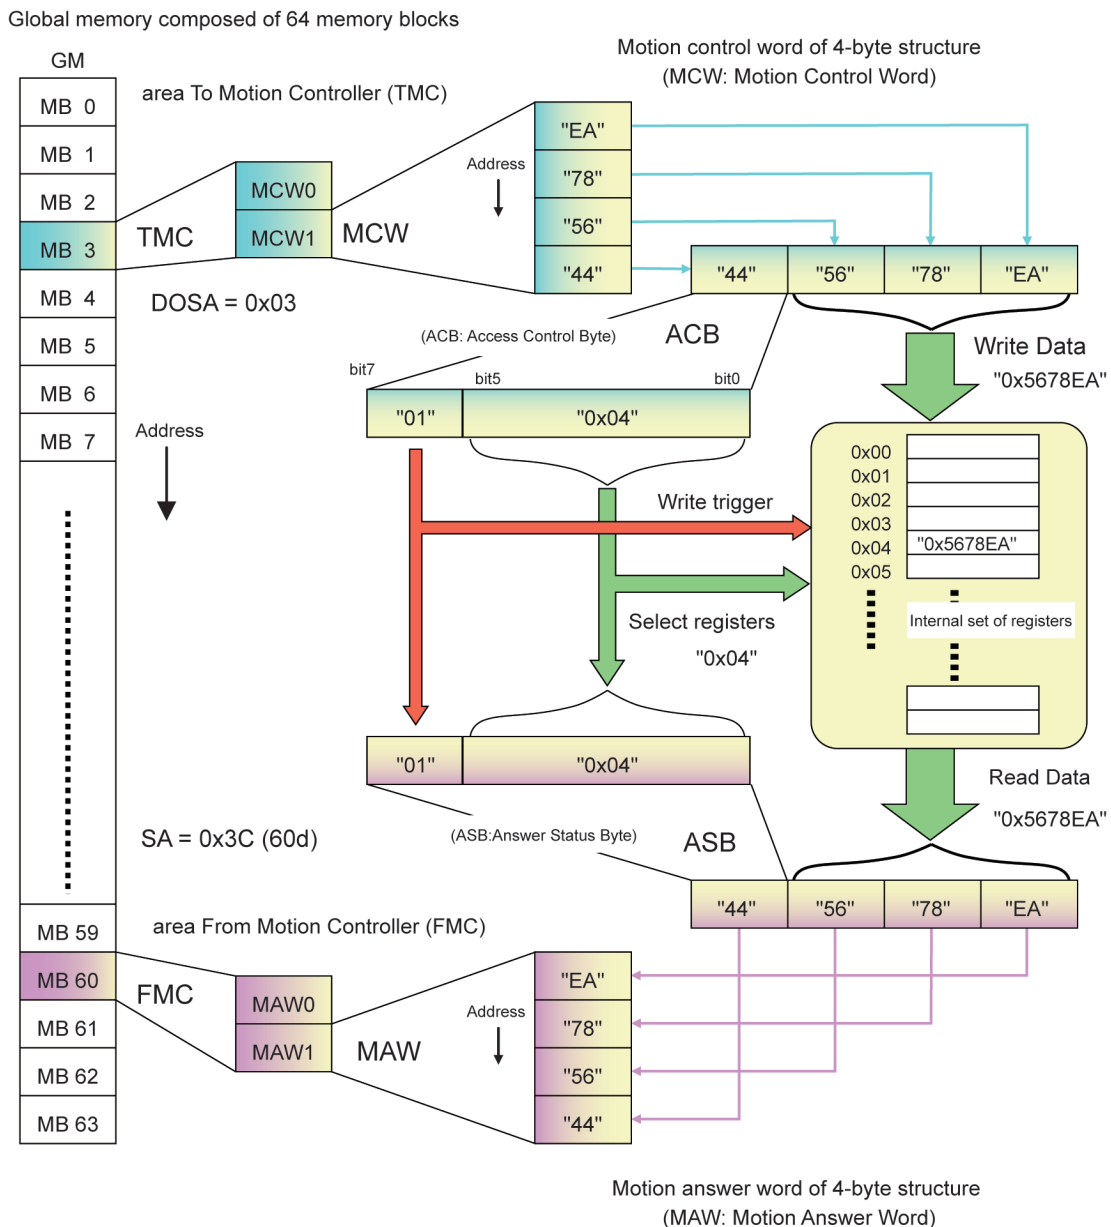 Global memory composed of 64 memory blocks
GM
MB 0
MB 1
MB 2
MB 3
MB 4
MB 5
MB 6
MB 7
Address
MB 59
MB 60
MB 61
MB 62
MB 63
area To Motion Controller (TMC)
TMC
DOSA = 0x03
MCW0
MCW1
MCW
Motion control word of 4-byte structure
(MCW: Motion Control Word)
Address
"EA"
"78"
"56"
"44"
"44" "56" "78" "EA"
(ACB: Access Control Byte)
ACB
Write Data
"0x5678EA"
bit7 bit5 bit0
"01" "0x04"
Write trigger
Select registers
"0x04"
0x00
0x01
0x02
0x03
0x04 "0x5678EA"
0x05
Internal set of registers
"01" "0x04"
Read Data
"0x5678EA"
(ASB:Answer Status Byte)
ASB
"44" "56" "78" "EA"
SA = 0x3C (60d)
area From Motion Controller (FMC)
FMC
MAW0
MAW1
MAW
Address
"EA"
"78"
"56"
"44"
Motion answer word of 4-byte structure
(MAW: Motion Answer Word)